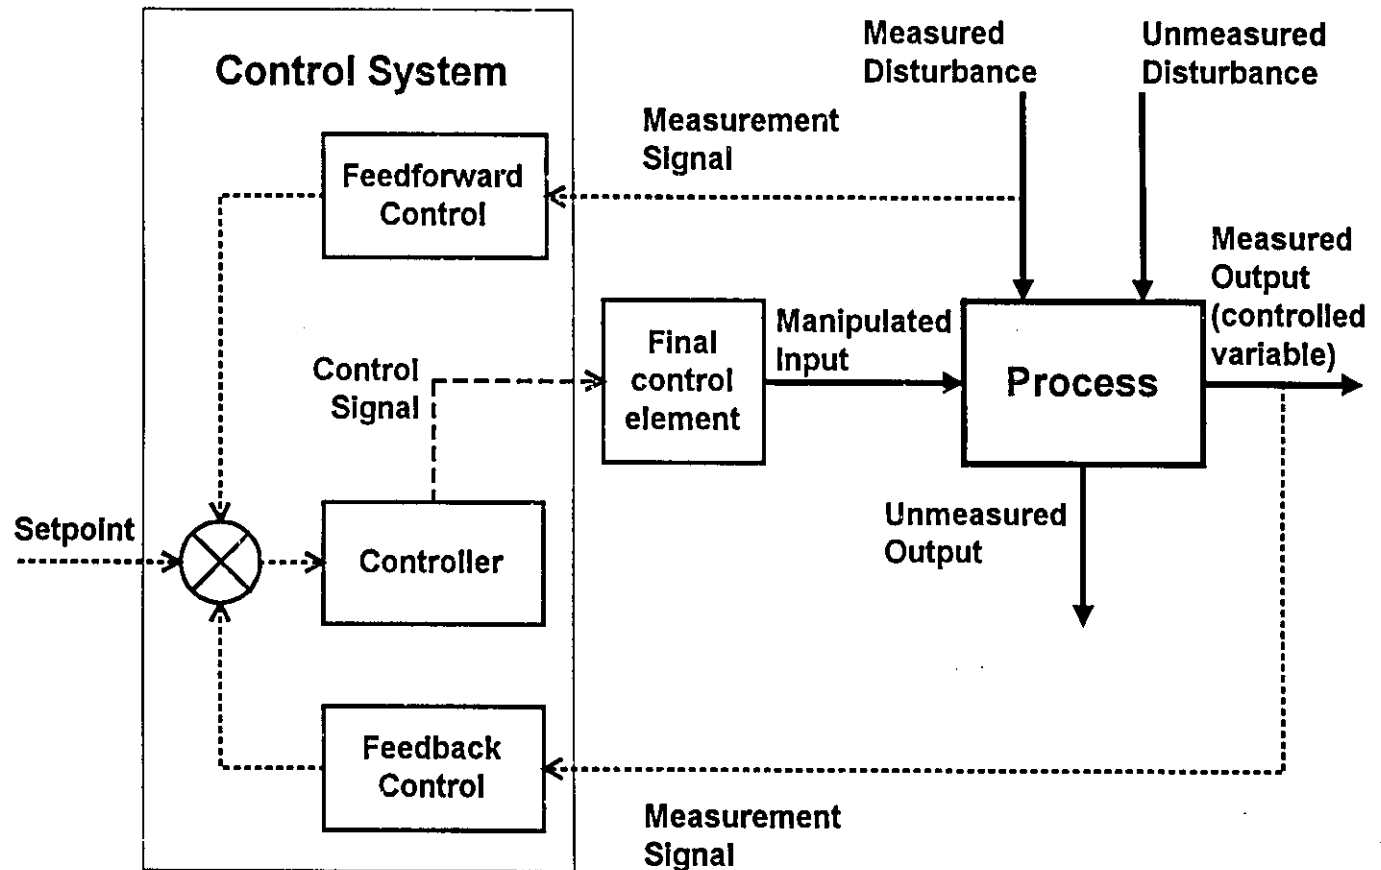 Control System
Measured
Disturbance
Unmeasured
Disturbance
Measurement
Signal
Feedforward
Control
Measured
Output
(controlled
variable)
Final
control
element
Manipulated
Input
Process
Control
Signal
Setpoint
Controller
Unmeasured
Output
Feedback
Control
Measurement
Signal